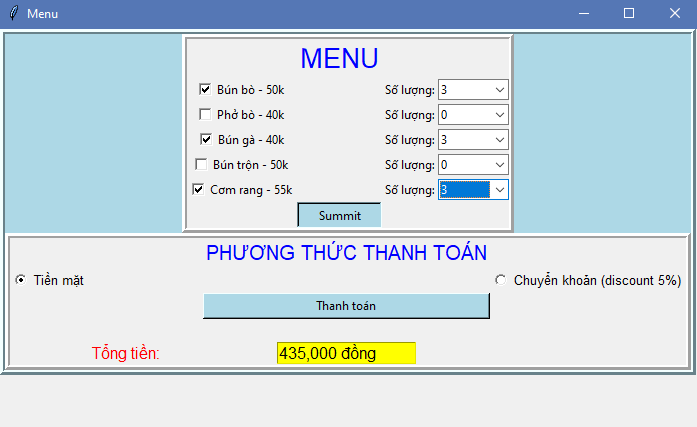 Menu
MENU
Bún bò - 50k Số lượng: 3
Phở bò - 40k Số lượng: 0
Bún gà - 40k Số lượng: 3
Bún trộn - 50k Số lượng: 0
Cơm rang - 55k Số lượng: 3
Summit
PHƯƠNG THỨC THANH TOÁN
Tiền mặt Chuyển khoản (discount 5%)
Thanh toán
Tổng tiền: 435,000 đồng